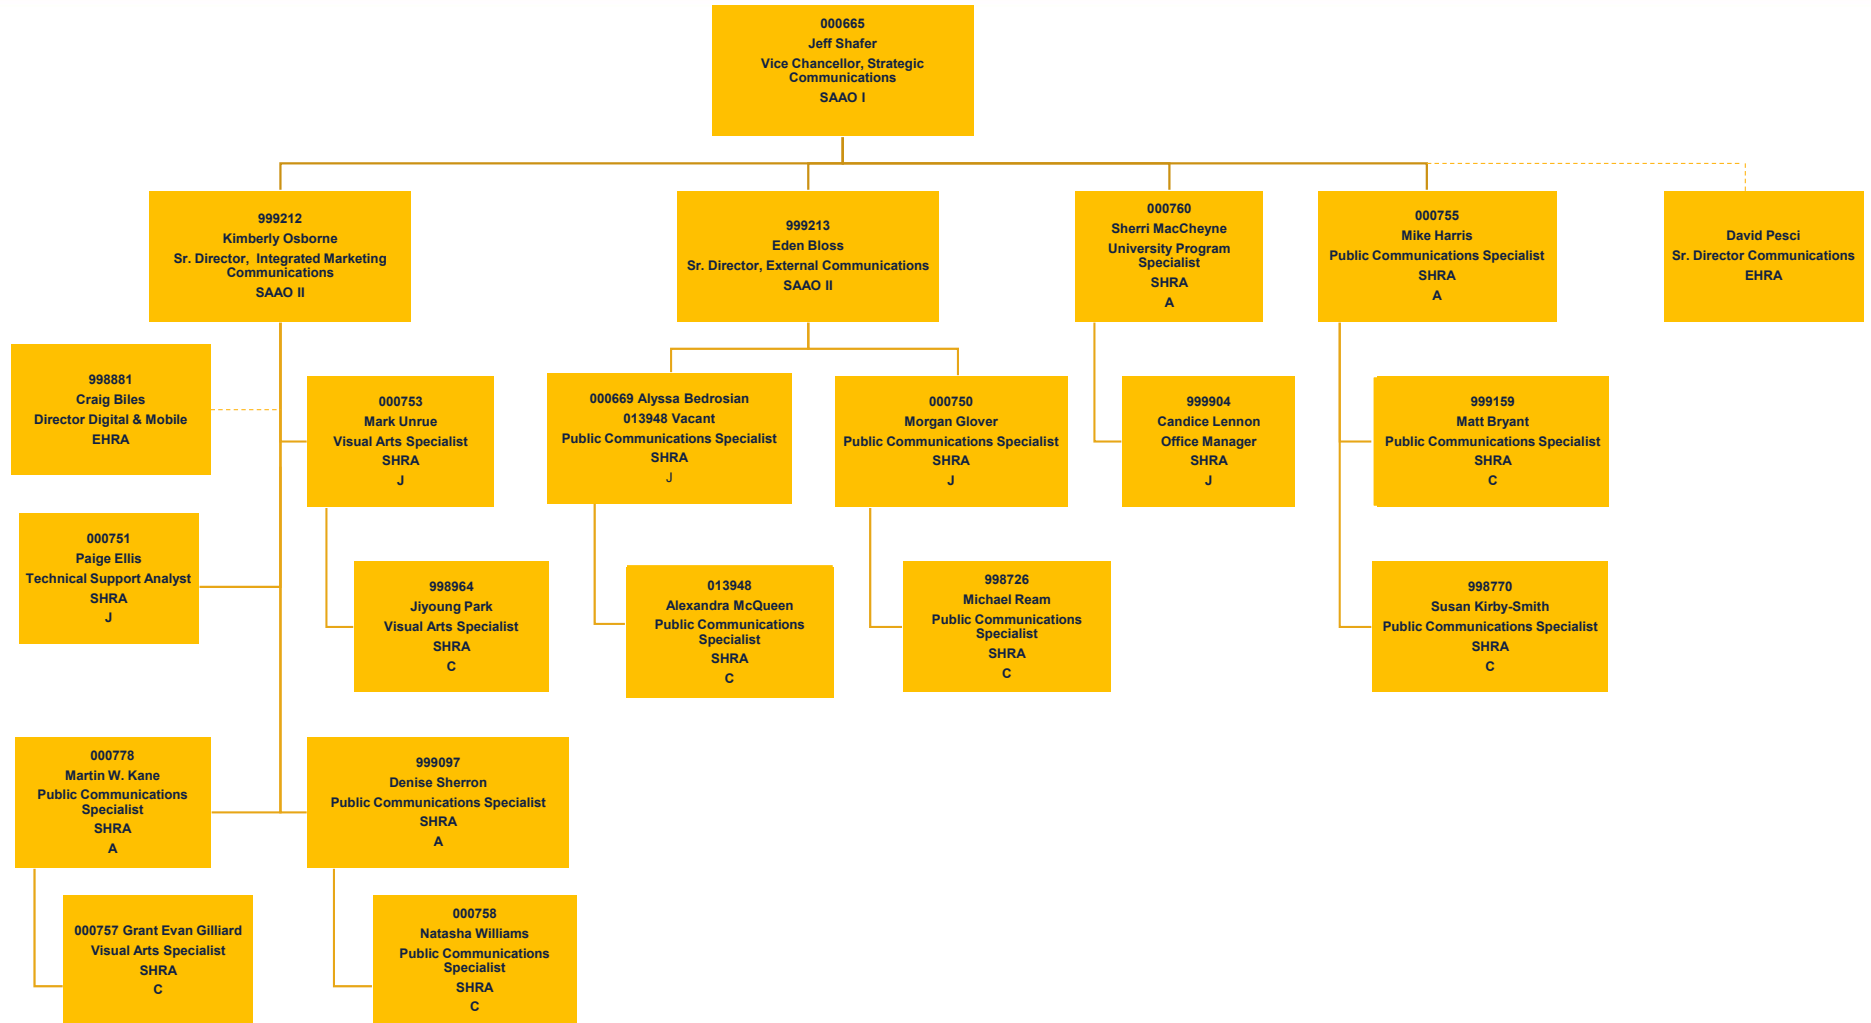 000665
Jeff Shafer
Vice Chancellor, Strategic
Communications
SAAO I
999212
Kimberly Osborne
Sr. Director, Integrated Marketing
Communications
SAAO II
999213
Eden Bloss
Sr. Director, External Communications
SAAO II
000760
Sherri MacCheyne
University Program
Specialist
SHRA
A
000755
Mike Harris
Public Communications Specialist
SHRA
A
David Pesci
Sr. Director Communications
EHRA
998881
Craig Biles
Director Digital & Mobile
EHRA
000753
Mark Unrue
Visual Arts Specialist
SHRA
J
000669 Alyssa Bedrosian
013948 Vacant
Public Communications Specialist
SHRA
J
000750
Morgan Glover
Public Communications Specialist
SHRA
J
999904
Candice Lennon
Office Manager
SHRA
J
999159
Matt Bryant
Public Communications Specialist
SHRA
C
000751
Paige Ellis
Technical Support Analyst
SHRA
J
998964
Jiyoung Park
Visual Arts Specialist
SHRA
C
013948
Alexandra McQueen
Public Communications
Specialist
SHRA
C
998726
Michael Ream
Public Communications
Specialist
SHRA
C
998770
Susan Kirby-Smith
Public Communications Specialist
SHRA
C
000778
Martin W. Kane
Public Communications
Specialist
SHRA
A
999097
Denise Sherron
Public Communications Specialist
SHRA
A
000757 Grant Evan Gilliard
Visual Arts Specialist
SHRA
C
000758
Natasha Williams
Public Communications
Specialist
SHRA
C